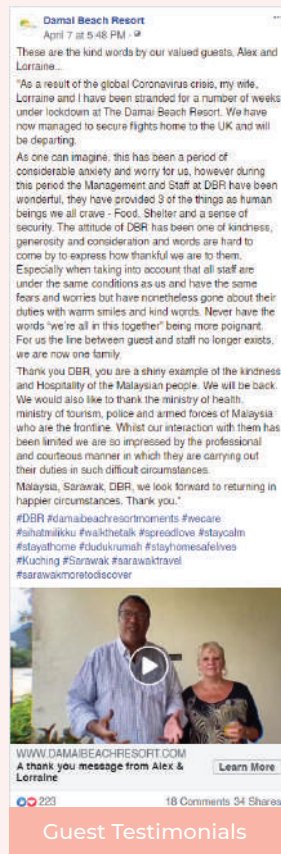 Damai Beach Resort
April 7 at 5:48 PM ·
These are the kind words by our valued guests, Alex and
Lorraine...
"As a result of the global Coronavirus crisis, my wife,
Lorraine and I have been stranded for a number of weeks
under lockdown at The Damai Beach Resort. We have
now managed to secure flights home to the UK and will
be departing.
As one can imagine, this has been a period of
considerable anxiety and worry for us, however during
this period the Management and Staff at DBR have been
wonderful, they have provided 3 of the things as human
beings we all crave - Food, Shelter and a sense of
security. The attitude of DBR has been one of kindness,
generosity and consideration and words are hard to
come by to express how thankful we are to them.
Especially when taking into account that all staff are
under the same conditions as us and have the same
fears and worries but have nonetheless gone about their
duties with warm smiles and kind words. Never have the
words "we're all in this together" being more poignant.
For us the line between guest and staff no longer exists,
we are now one family.
Thank you DBR, you are a shiny example of the kindness
and Hospitality of the Malaysian people. We will be back.
We would also like to thank the ministry of health,
ministry of tourism, police and armed forces of Malaysia
who are the frontline. Whilst our interaction with them has
been limited we are so impressed by the professional
and courteous manner in which they are carrying out
their duties in such difficult circumstances.
Malaysia, Sarawak, DBR, we look forward to returning in
happier circumstances. Thank you."
#DBR #damaibeachresortmoments #wecare
#sihatmilikku #walkthetalk #spreadlove #staycalm
#stayathome #dudukrumah #stayhomesafelives
#Kuching #Sarawak #sarawaktravel
#sarawakmoretodiscover
WWW.DAMAIBEACHRESORT.COM
A thank you message from Alex &
Lorraine
Learn More
223
18 Comments 34 Shares
Guest Testimonials